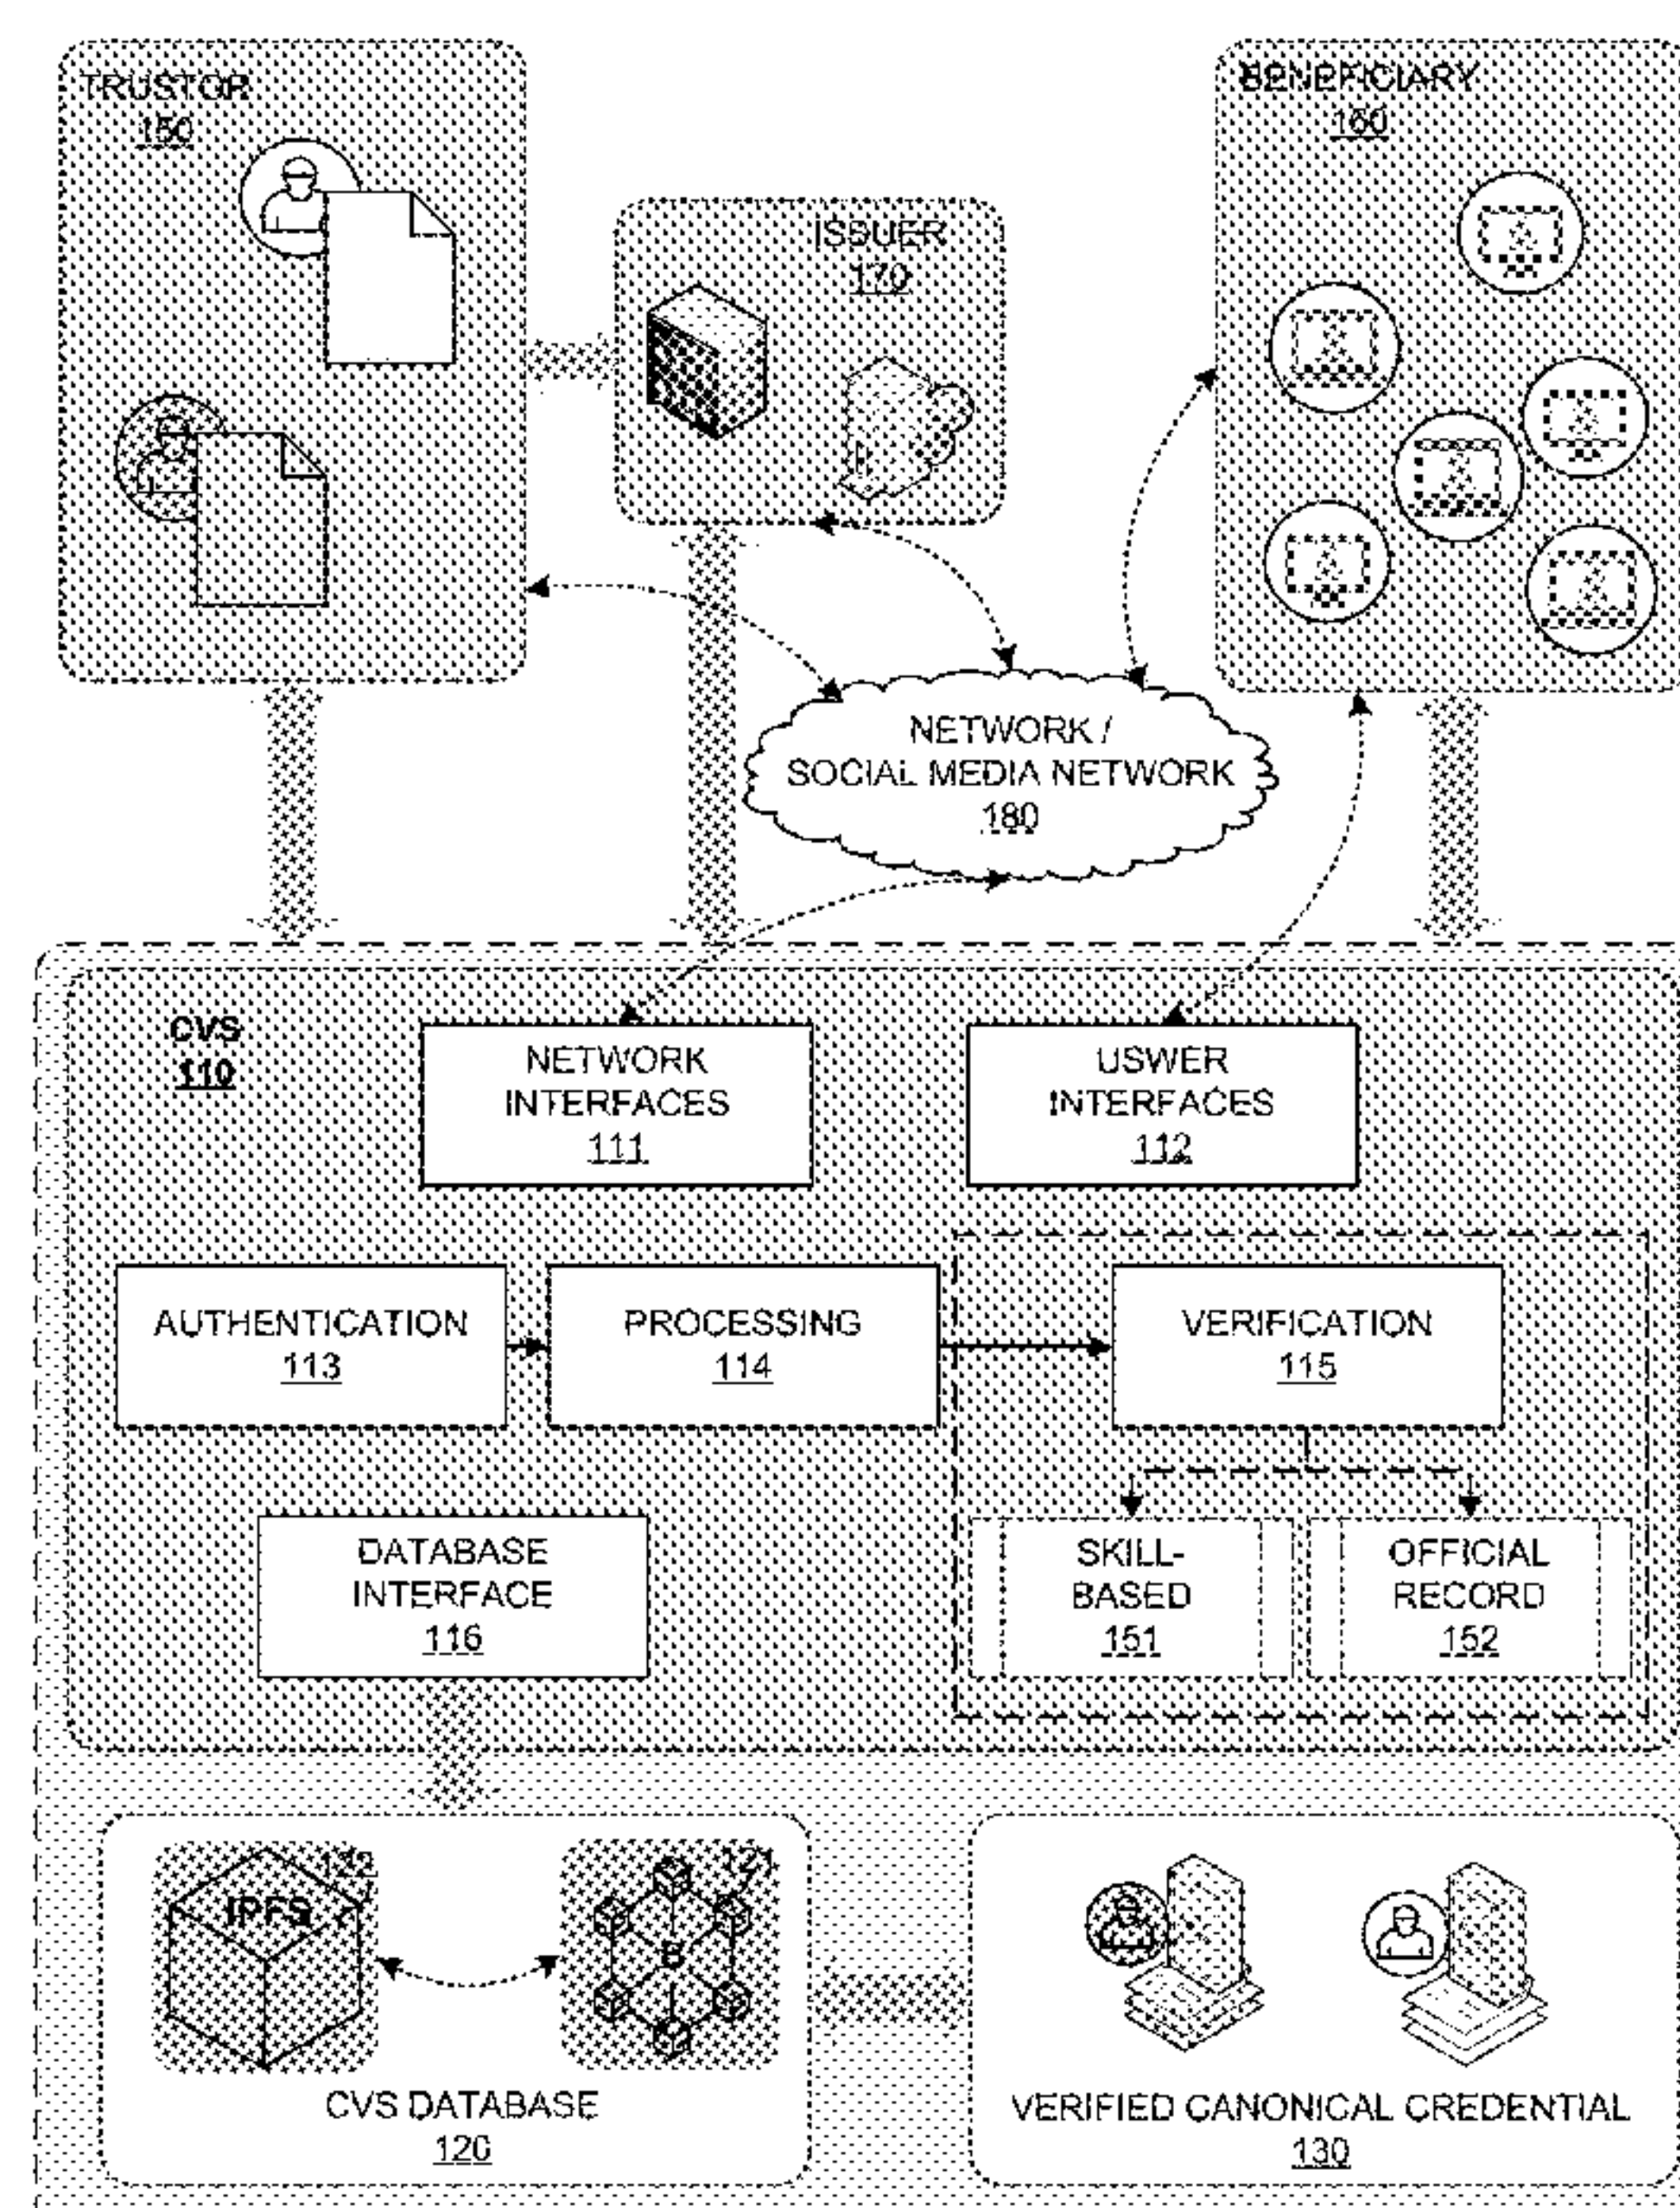 TRUSTOR
150
BENEFICIARY
160
ISSUER
170
NETWORK /
SOCIAL MEDIA NETWORK
180
CVS
110
NETWORK
INTERFACES
111
USWER
INTERFACES
112
AUTHENTICATION
113
PROCESSING
114
VERIFICATION
115
DATABASE
INTERFACE
116
SKILL-
BASED
151
OFFICIAL
RECORD
152
122
IPFS
121
B
CVS DATABASE
120
VERIFIED CANONICAL CREDENTIAL
130